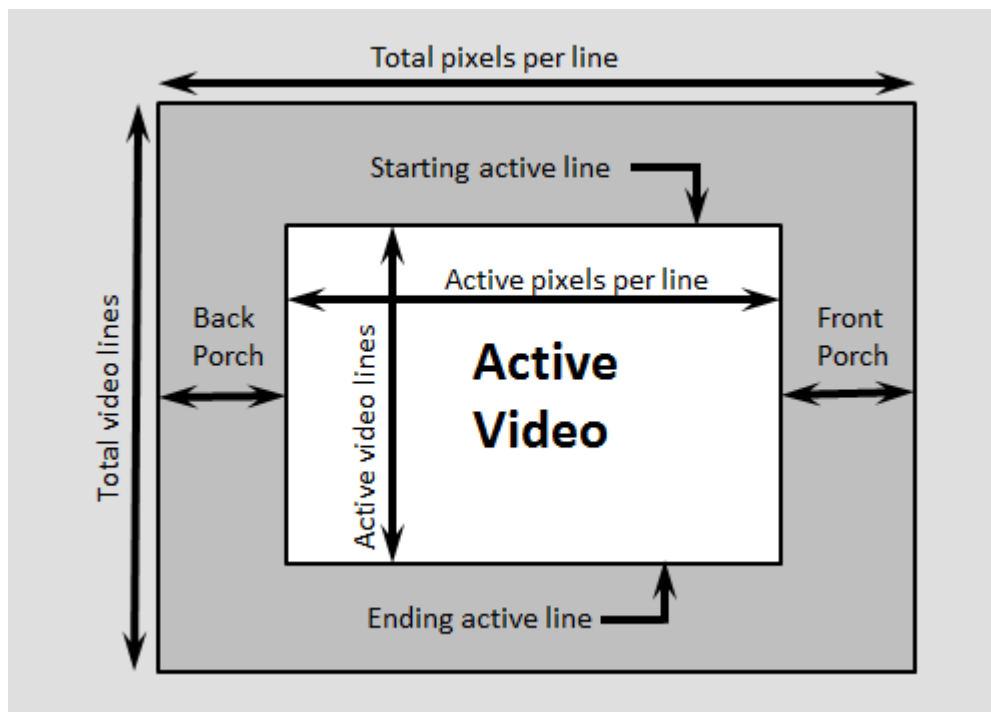 Total pixels per line
Starting active line
Active pixels per line
Total video lines
Back
Porch
Active video lines
Active
Video
Front
Porch
Ending active line